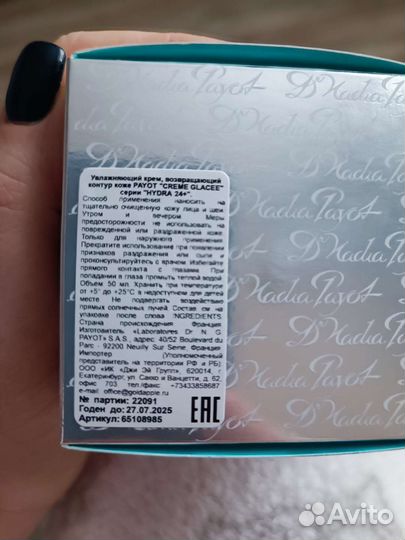 Dr Nadia Payot
Увлажняющий крем, возвращающий
контур коже PAYOT "CREME GLACEE"
серии "HYDRA 24+".
Способ применения наносить на
тщательно очищенную кожу лица и шеи
Утром и вечером Меры
предосторожности не использовать на
поврежденной или раздраженной коже
Только для наружного применения
Прекратите использование при появлении
признаков раздражения или сыпи и
проконсультируйтесь с врачом Избегайте
прямого контакта с глазами При
попадании в глаза промыть теплой водой
Объем 50 мл. Хранить при температуре
от +5° до +25°С в недоступном для детей
месте Не подвергать воздействию
прямых солнечных лучей Состав см на
упаковке после слова INGREDIENTS
Страна происхождения Франция
Изготовитель «Laboratoires Dr N G
PAYOT» S.A.S., адрес 40/52 Boulevard du
Parc - 92200 Neuilly Sur Seine, Франция
Импортер (Уполномоченный
представитель на территории РФ и РБ)
ООО «ИК «Джи Эй Групп», 620014, г
Екатеринбург, ул Сакко и Ванцетти, д. 62,
офис 703 тел./факс +73433858687
e-mail office@goldapple.ru
№ партии: 22091
Годен до: 27.07.2025
Артикул: 65108985
EAC
Avito